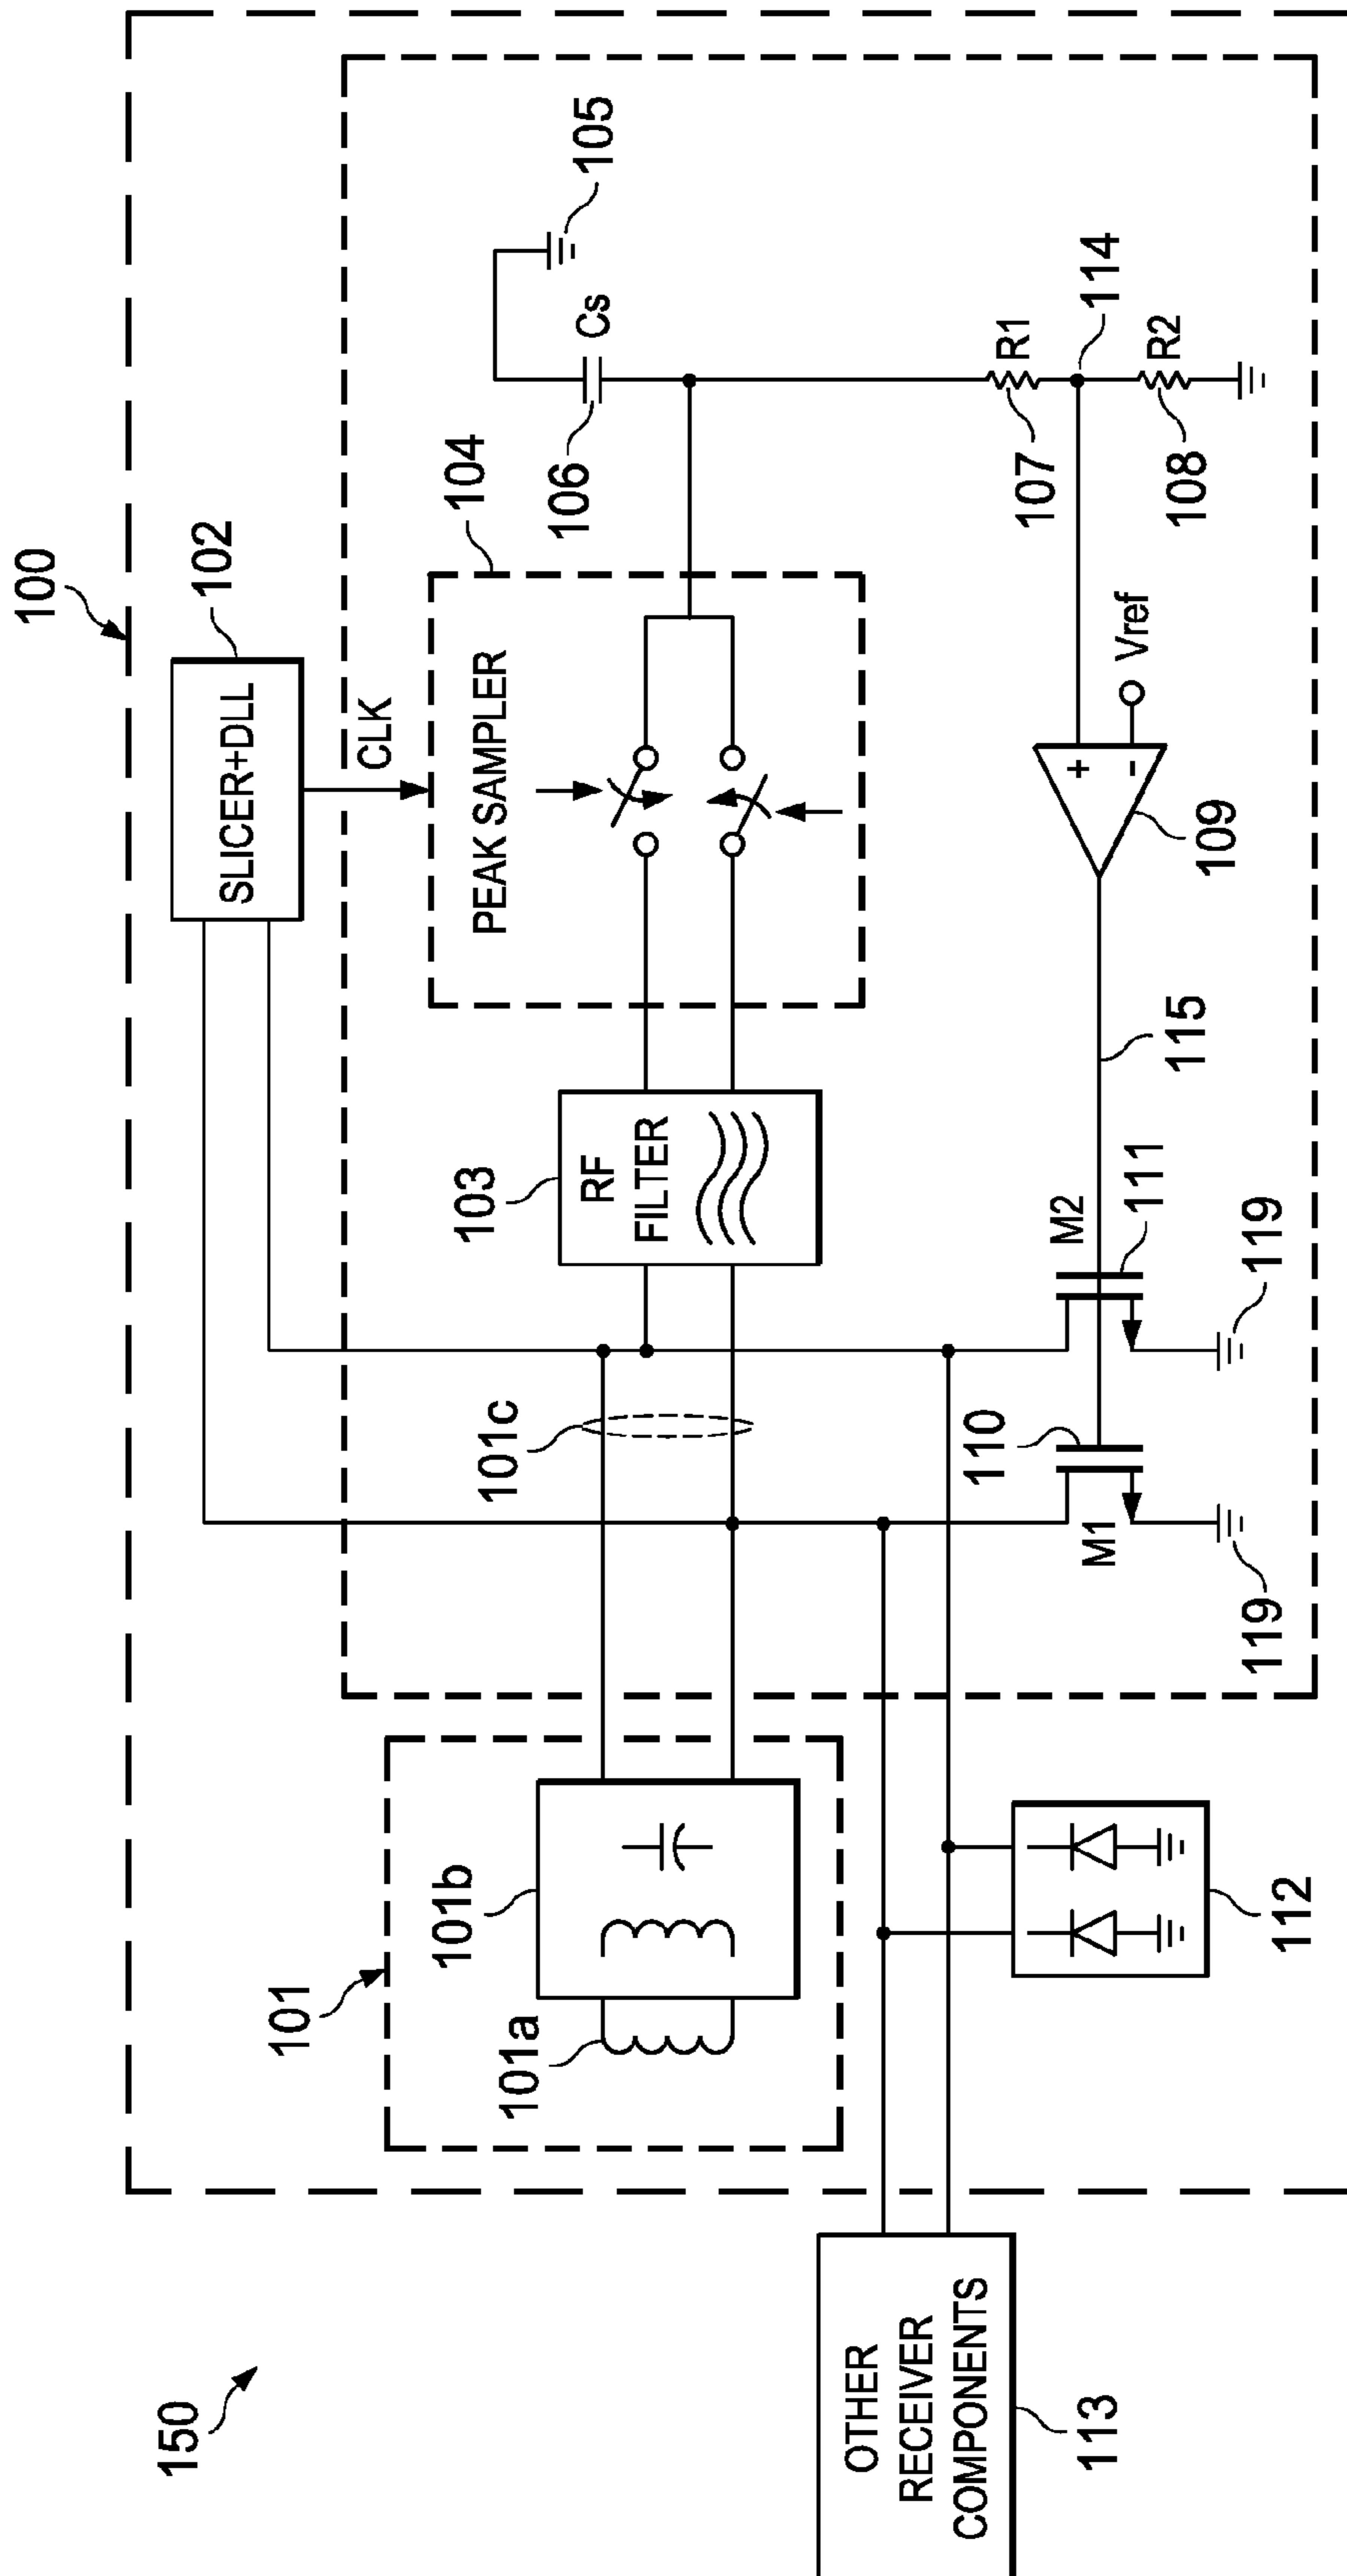 100
102
SLICER+DLL
CLK
104
PEAK SAMPLER
105
Cs
106
103
RF
FILTER
101
101a
101b
101c
R1
107
114
R2
108
Vref
+
-
109
115
M2
111
110
M1
119
119
112
150
OTHER
RECEIVER
COMPONENTS
113